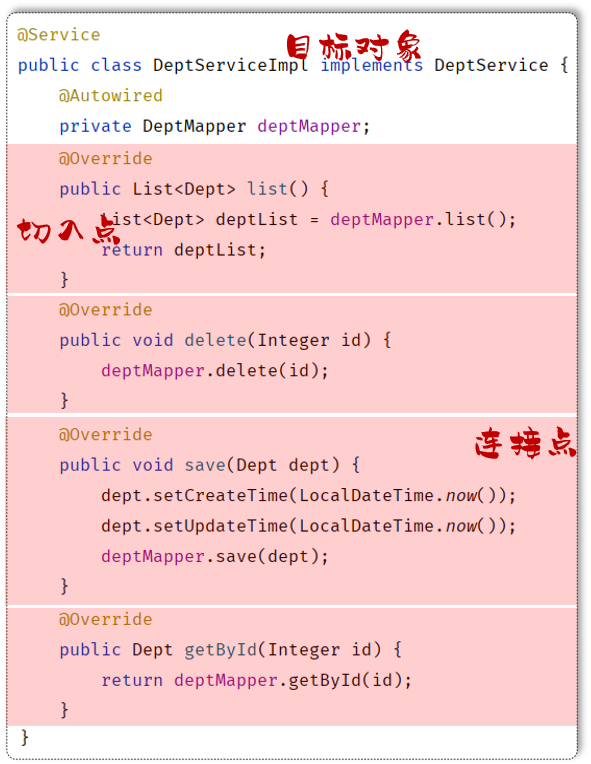 @Service
目标对象
public class DeptServiceImpl implements DeptService {
@Autowired
private DeptMapper deptMapper;
@Override
public List<Dept> list() {
切入点
List<Dept> deptList = deptMapper.list();
return deptList;
}
@Override
public void delete(Integer id) {
deptMapper.delete(id);
}
@Override
连接点
public void save(Dept dept) {
dept.setCreateTime(LocalDateTime.now());
dept.setUpdateTime(LocalDateTime.now());
deptMapper.save(dept);
}
@Override
public Dept getById(Integer id) {
return deptMapper.getById(id);
}
}